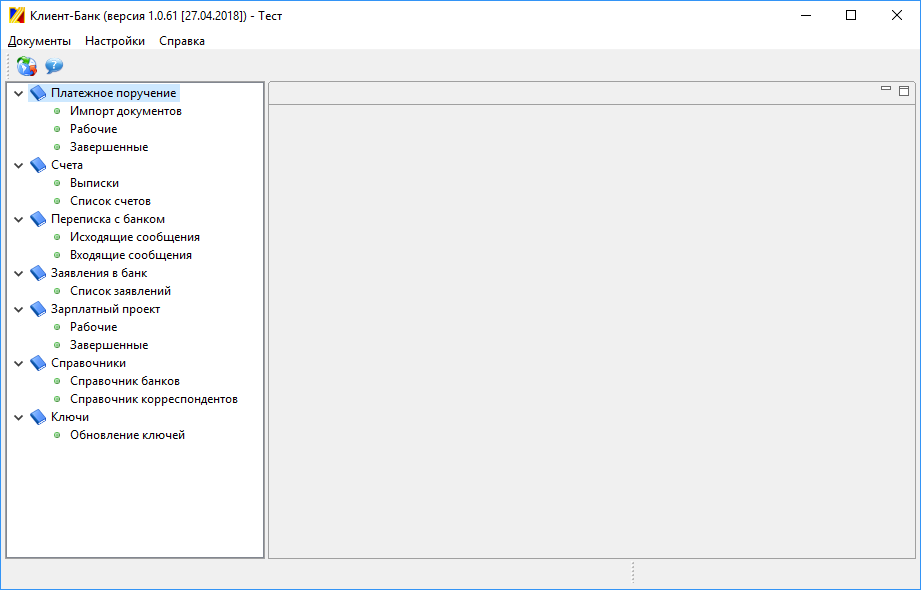 Клиент-Банк (версия 1.0.61 [27.04.2018]) - Тест
Документы Настройки Справка
Платежное поручение
Импорт документов
Рабочие
Завершенные
Счета
Выписки
Список счетов
Переписка с банком
Исходящие сообщения
Входящие сообщения
Заявления в банк
Список заявлений
Зарплатный проект
Рабочие
Завершенные
Справочники
Справочник банков
Справочник корреспондентов
Ключи
Обновление ключей